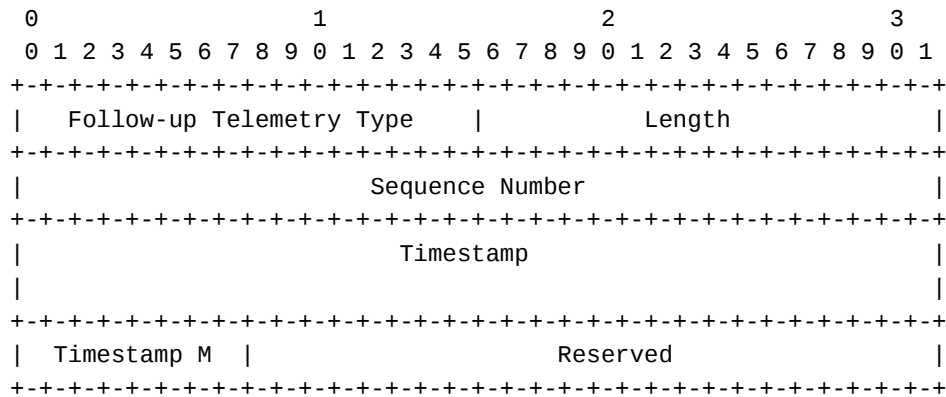 0                   1                   2                   3
 0 1 2 3 4 5 6 7 8 9 0 1 2 3 4 5 6 7 8 9 0 1 2 3 4 5 6 7 8 9 0 1
+-+-+-+-+-+-+-+-+-+-+-+-+-+-+-+-+-+-+-+-+-+-+-+-+-+-+-+-+-+-+-+-+
|   Follow-up Telemetry Type    |           Length              |
+-+-+-+-+-+-+-+-+-+-+-+-+-+-+-+-+-+-+-+-+-+-+-+-+-+-+-+-+-+-+-+-+
|                        Sequence Number                        |
+-+-+-+-+-+-+-+-+-+-+-+-+-+-+-+-+-+-+-+-+-+-+-+-+-+-+-+-+-+-+-+-+
|                          Timestamp                            |
|                                                               |
+-+-+-+-+-+-+-+-+-+-+-+-+-+-+-+-+-+-+-+-+-+-+-+-+-+-+-+-+-+-+-+-+
|  Timestamp M  |                     Reserved                  |
+-+-+-+-+-+-+-+-+-+-+-+-+-+-+-+-+-+-+-+-+-+-+-+-+-+-+-+-+-+-+-+-+